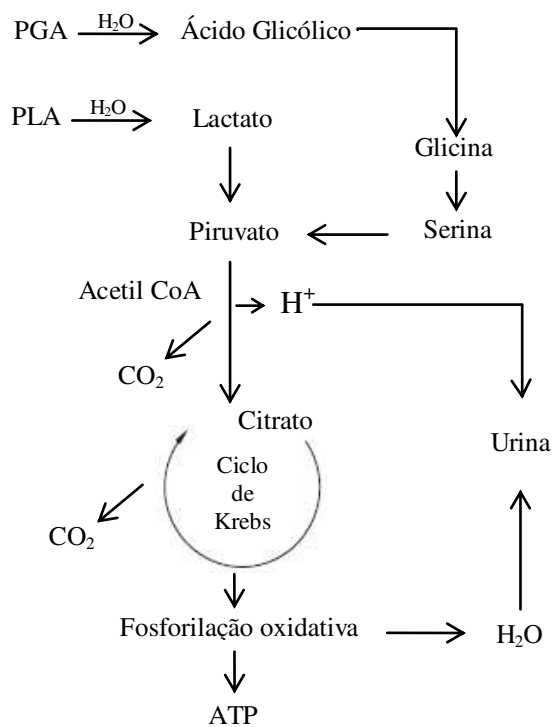 PGA H₂O Ácido Glicólico
PLA H₂O Lactato
Glicina
Piruvato Serina
Acetil CoA H⁺
CO₂
Citrato
Urina
Ciclo
de
Krebs
CO₂
Fosforilação oxidativa H₂O
ATP